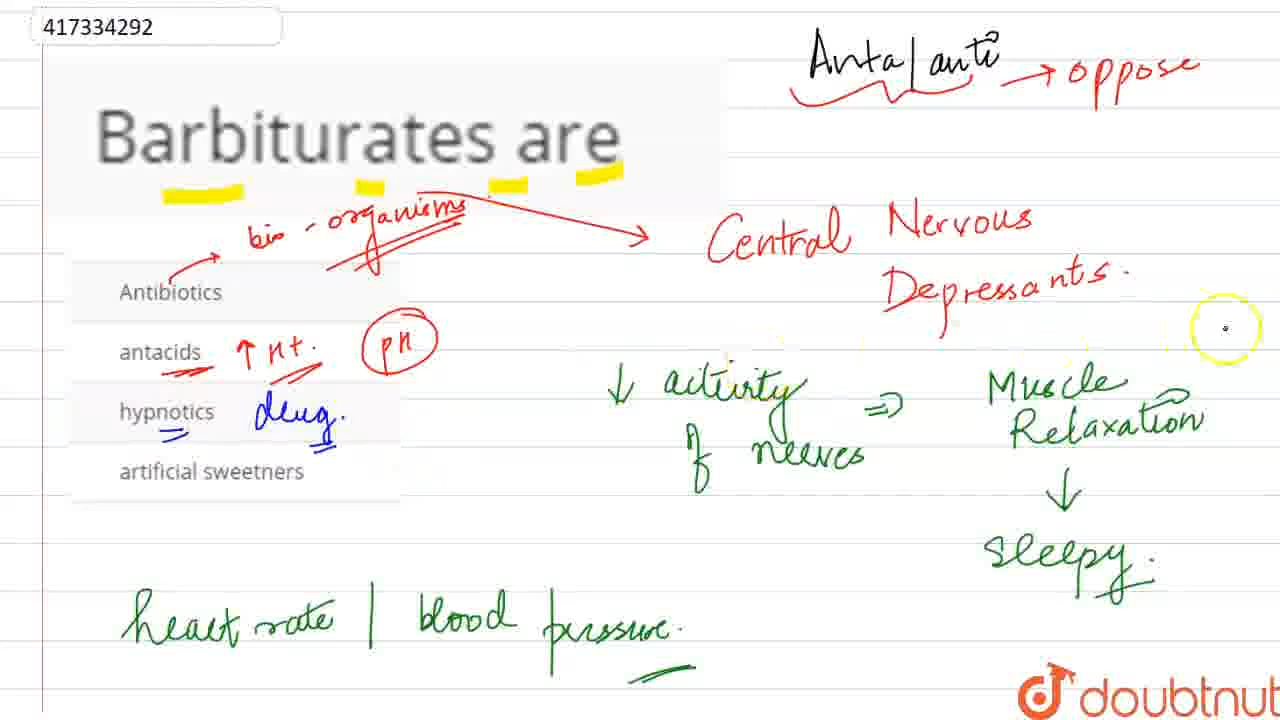 417334292
Anta/anti → oppose
Barbiturates are
bio - organisms
Central Nervous
Depressants.
Antibiotics
antacids ↑ H+. pH
hypnotics drug.
artificial sweetners
↓ activity of nerves ⇒ Muscle Relaxation
↓
sleepy.
heart rate / blood pressure.
doubtnut